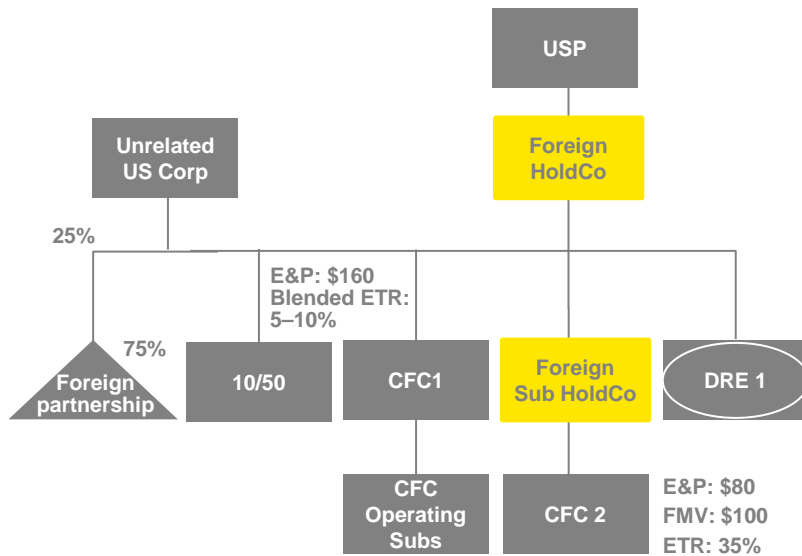 USP
Unrelated
US Corp
Foreign
HoldCo
25%
E&P: $160
Blended ETR:
5–10%
75%
Foreign
partnership
10/50
CFC1
Foreign
Sub HoldCo
DRE 1
CFC
Operating
Subs
CFC 2
E&P: $80
FMV: $100
ETR: 35%